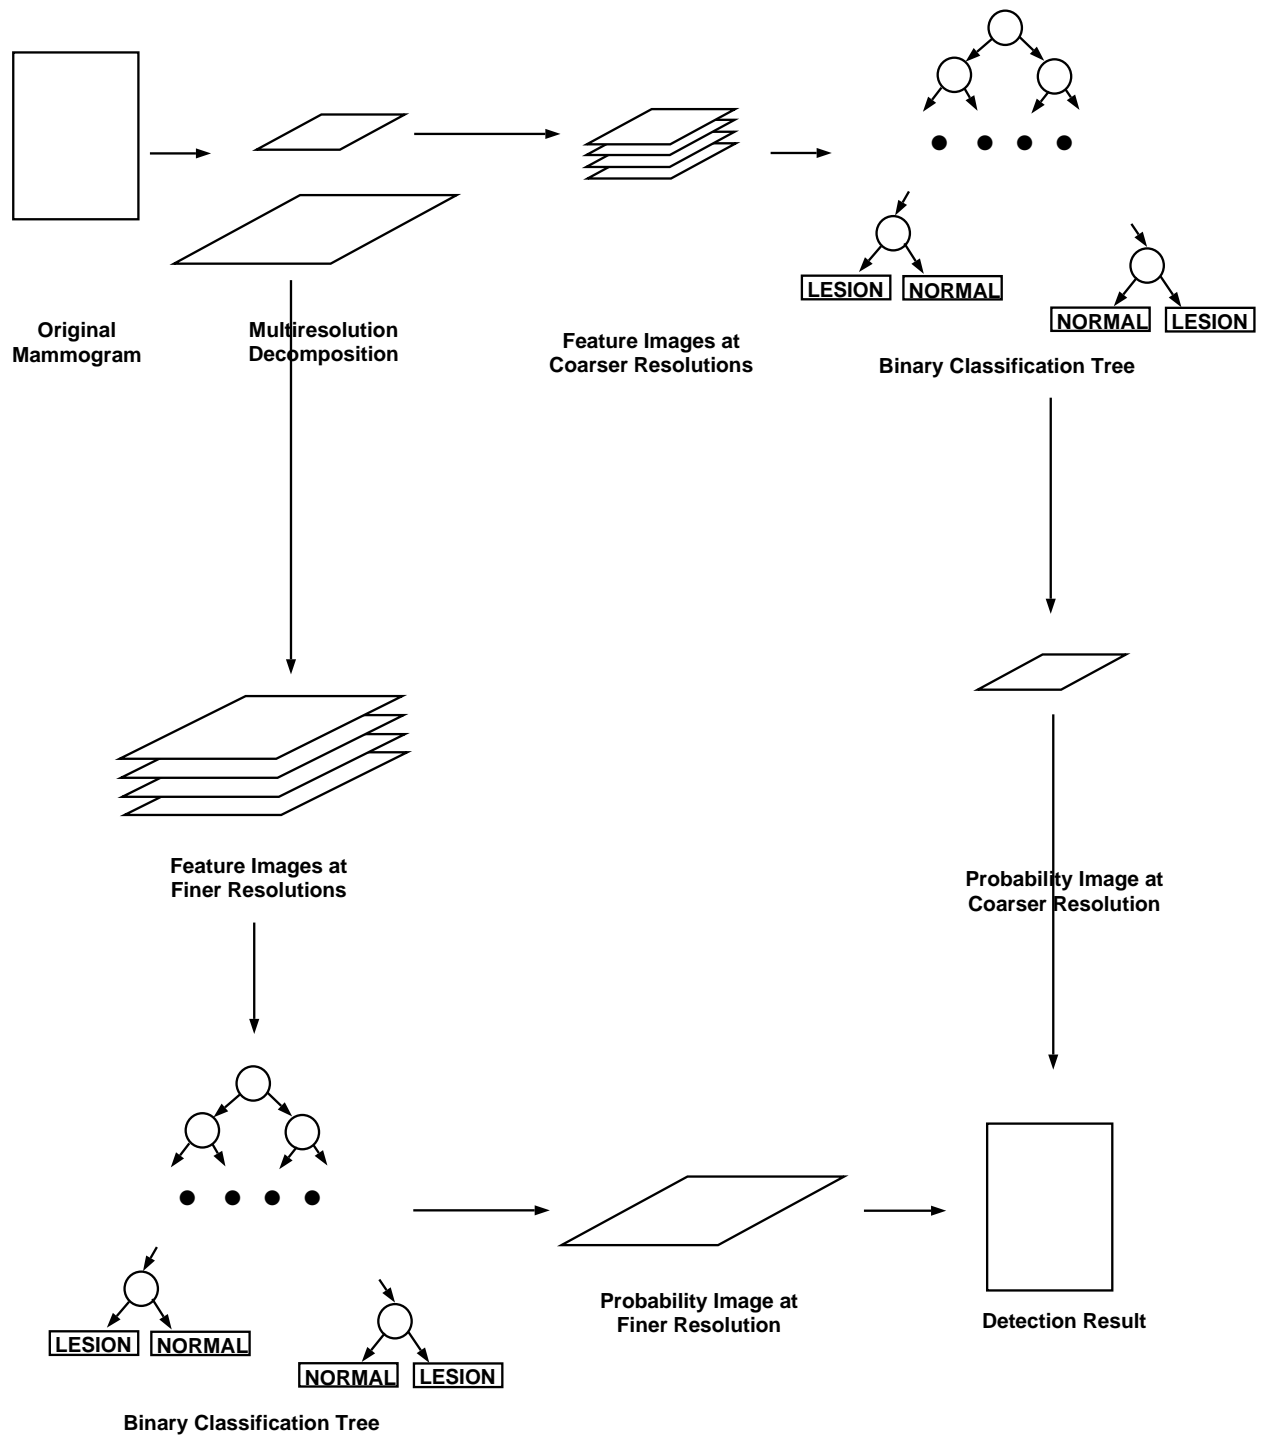 LESION
NORMAL
NORMAL
LESION
Original
Mammogram
Multiresolution
Decomposition
Feature Images at
Coarser Resolutions
Binary Classification Tree
Feature Images at
Finer Resolutions
Probability Image at
Coarser Resolution
LESION
NORMAL
NORMAL
LESION
Binary Classification Tree
Probability Image at
Finer Resolution
Detection Result